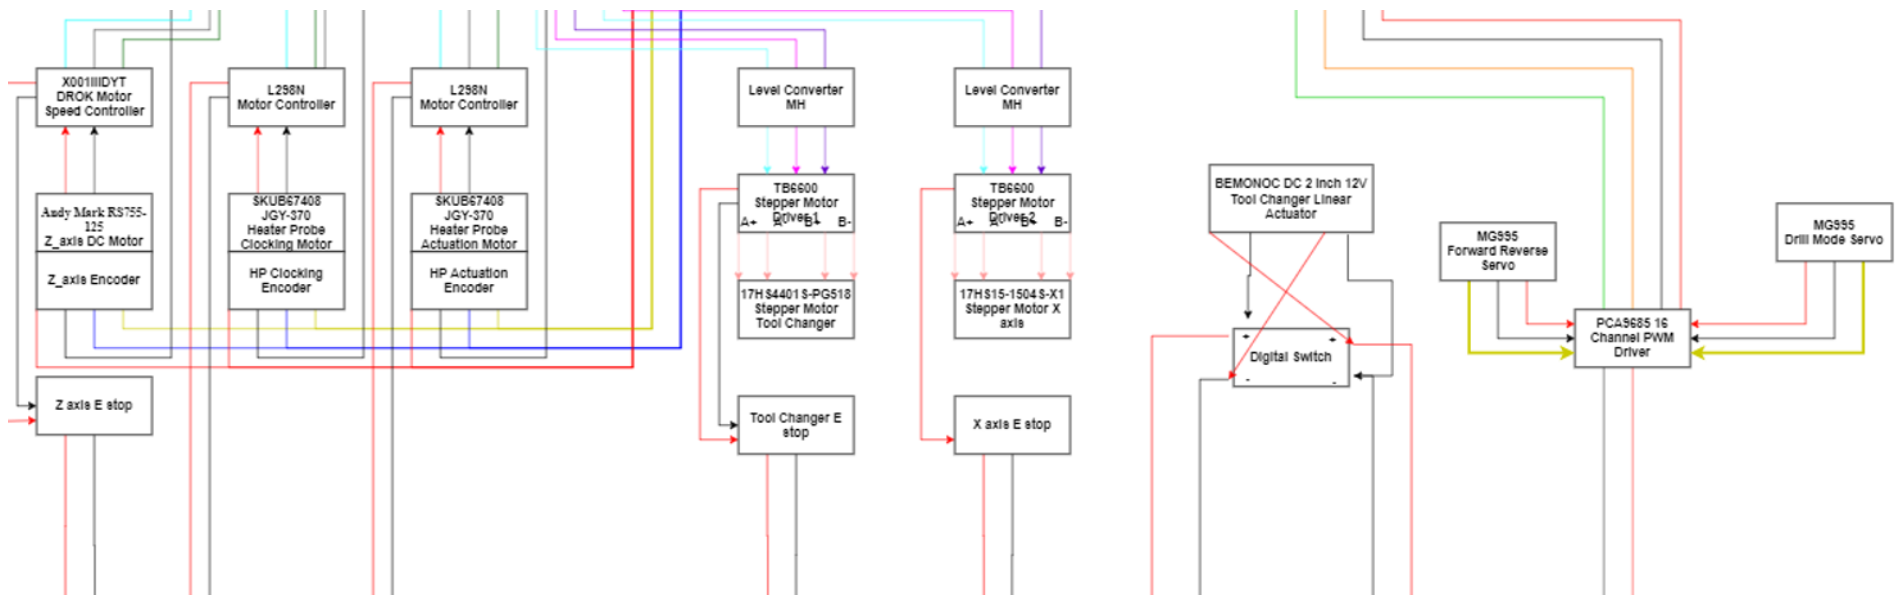 X001IIIDYT
DROK Motor
Speed Controller
L298N
Motor Controller
L298N
Motor Controller
Level Converter
MH
Level Converter
MH
Andy Mark RS755-
125
Z_axis DC Motor
Z_axis Encoder
SKUB67408
JGY-370
Heater Probe
Clocking Motor
HP Clocking
Encoder
SKUB67408
JGY-370
Heater Probe
Actuation Motor
HP Actuation
Encoder
TB6600
Stepper Motor
Driver 1
A+ A- B+ B-
TB6600
Stepper Motor
Driver 2
A+ A- B+ B-
17HS4401S-PG518
Stepper Motor
Tool Changer
17HS15-1504S-X1
Stepper Motor X
axis
BEMONOC DC 2 Inch 12V
Tool Changer Linear
Actuator
+ +
Digital Switch
- -
MG995
Forward Reverse
Servo
MG995
Drill Mode Servo
PCA9685 16
Channel PWM
Driver
Z axis E stop
Tool Changer E
stop
X axis E stop